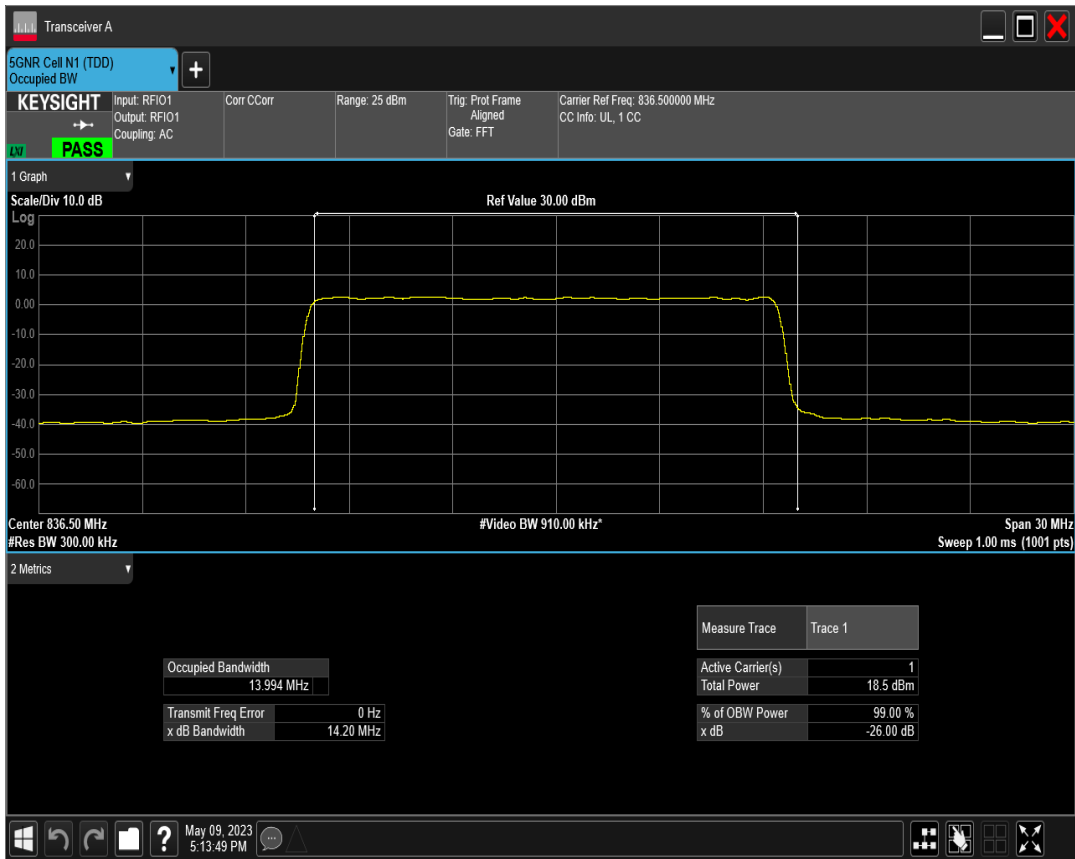 Transceiver A
5GNR Cell N1 (TDD)
Occupied BW
KEYSIGHT
LXI
PASS
Input: RFIO1
Output: RFIO1
Coupling: AC
Corr CCorr
Range: 25 dBm
Trig: Prot Frame
Aligned
Gate: FFT
Carrier Ref Freq: 836.500000 MHz
CC Info: UL, 1 CC
1 Graph
Scale/Div 10.0 dB
Ref Value 30.00 dBm
Log
20.0
10.0
0.00
-10.0
-20.0
-30.0
-40.0
-50.0
-60.0
Center 836.50 MHz
#Video BW 910.00 kHz*
Span 30 MHz
#Res BW 300.00 kHz
Sweep 1.00 ms (1001 pts)
2 Metrics
Measure Trace Trace 1
Occupied Bandwidth
13.994 MHz
Active Carrier(s) 1
Total Power 18.5 dBm
Transmit Freq Error 0 Hz
x dB Bandwidth 14.20 MHz
% of OBW Power 99.00 %
x dB -26.00 dB
?
May 09, 2023
5:13:49 PM